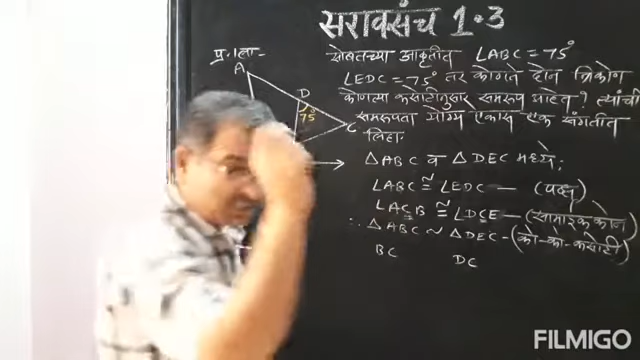 सरावसंच 1.3
प्र. 1ला-
A
D
75°
C
सोबतच्या आकृतीत ∠ABC = 75°
∠EDC = 75° तर कोणते दोन त्रिकोण
कोणत्या कसोटीनुसार समरूप आहेत? त्यांची
समरूपता योग्य एकास एक संगतीत
लिहा.
→ △ABC व △DEC मध्ये;
∠ABC ≅ ∠EDC — (पक्ष)
∠ACB ≅ ∠DCE — (सामाईक कोन)
∴ △ABC ~ △DEC - (को-को-कसोटी)
BC DC
FILMIGO